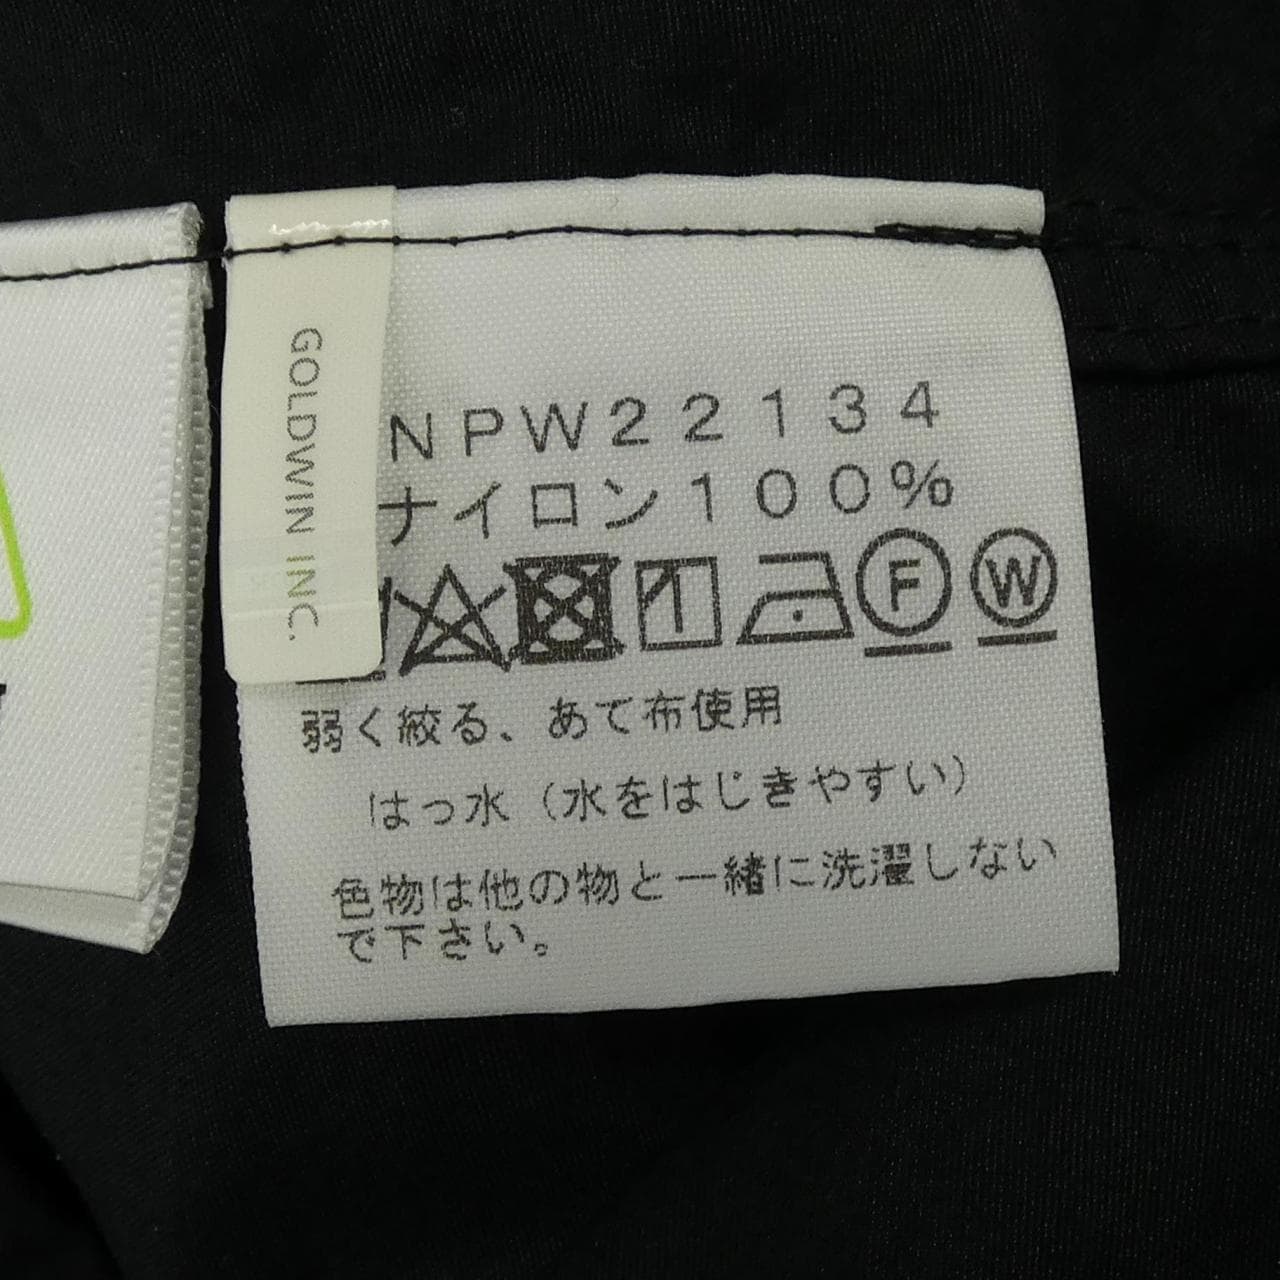 GOLDWIN INC.
NPW22134
ナイロン100%
F W
弱く絞る、あて布使用
はっ水（水をはじきやすい）
色物は他の物と一緒に洗濯しない
で下さい。